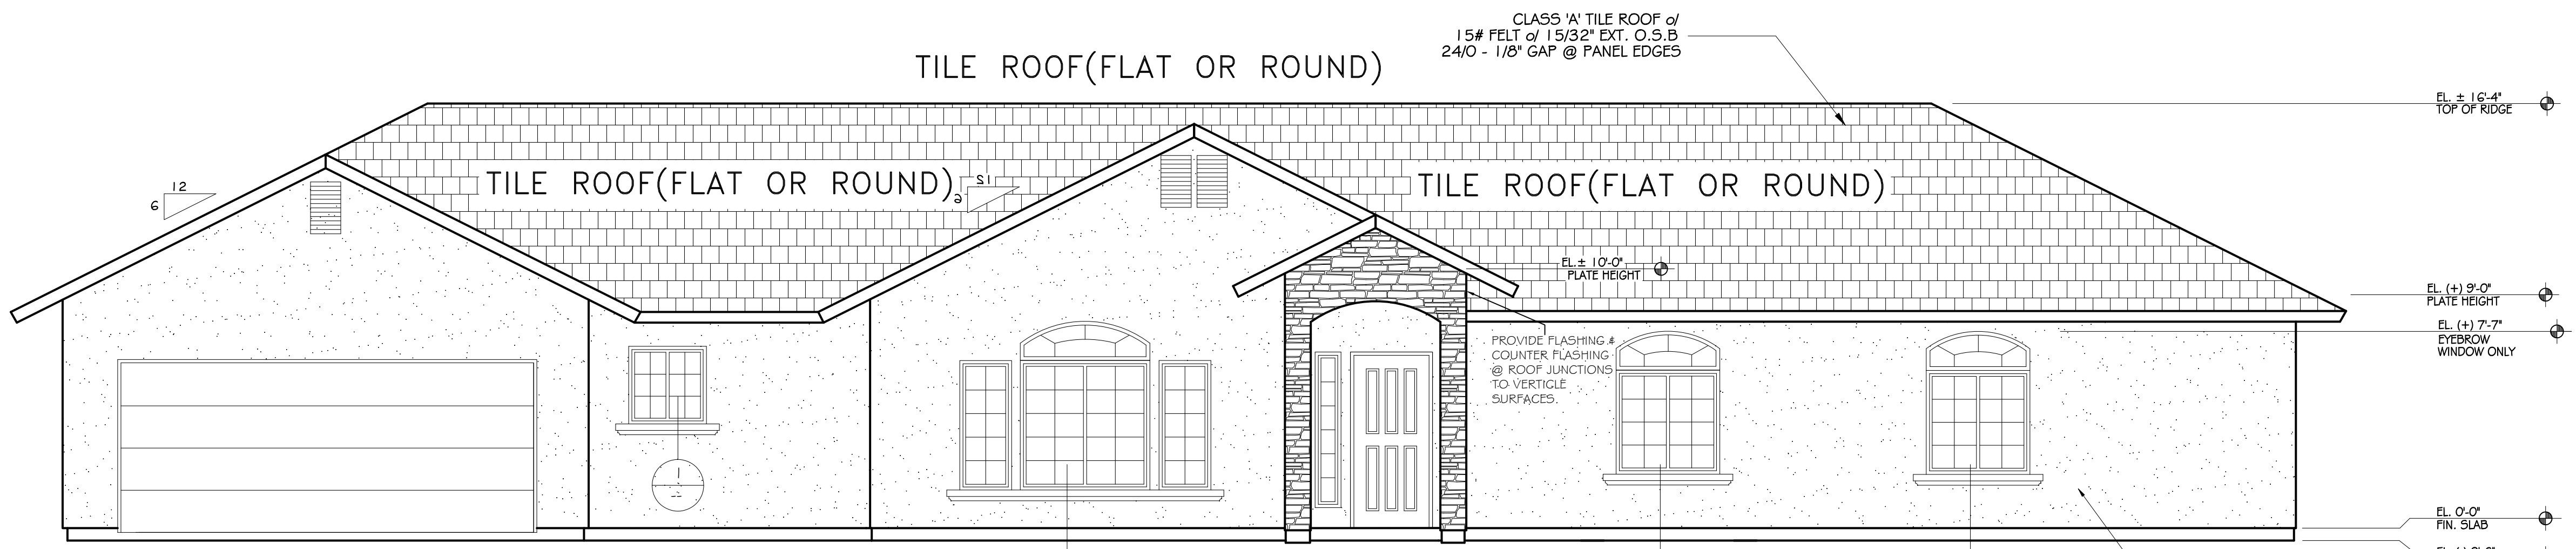 CLASS 'A' TILE ROOF o/
15# FELT o/ 15/32" EXT. O.S.B
24/0 - 1/8" GAP @ PANEL EDGES
TILE ROOF(FLAT OR ROUND)
EL. ± 16'-4"
TOP OF RIDGE
12
6
TILE ROOF(FLAT OR ROUND)
12
6
TILE ROOF(FLAT OR ROUND)
EL.± 10'-0"
PLATE HEIGHT
EL. (+) 9'-0"
PLATE HEIGHT
EL. (+) 7'-7"
EYEBROW
WINDOW ONLY
PROVIDE FLASHING &
COUNTER FLASHING
@ ROOF JUNCTIONS
TO VERTICLE
SURFACES.
1
--
EL. 0'-0"
FIN. SLAB